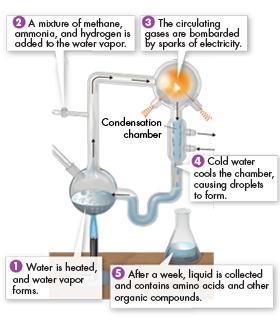 2 A mixture of methane,
ammonia, and hydrogen is
added to the water vapor.
3 The circulating
gases are bombarded
by sparks of electricity.
Condensation
chamber
4 Cold water
cools the chamber,
causing droplets
to form.
1 Water is heated,
and water vapor
forms.
5 After a week, liquid is collected
and contains amino acids and other
organic compounds.